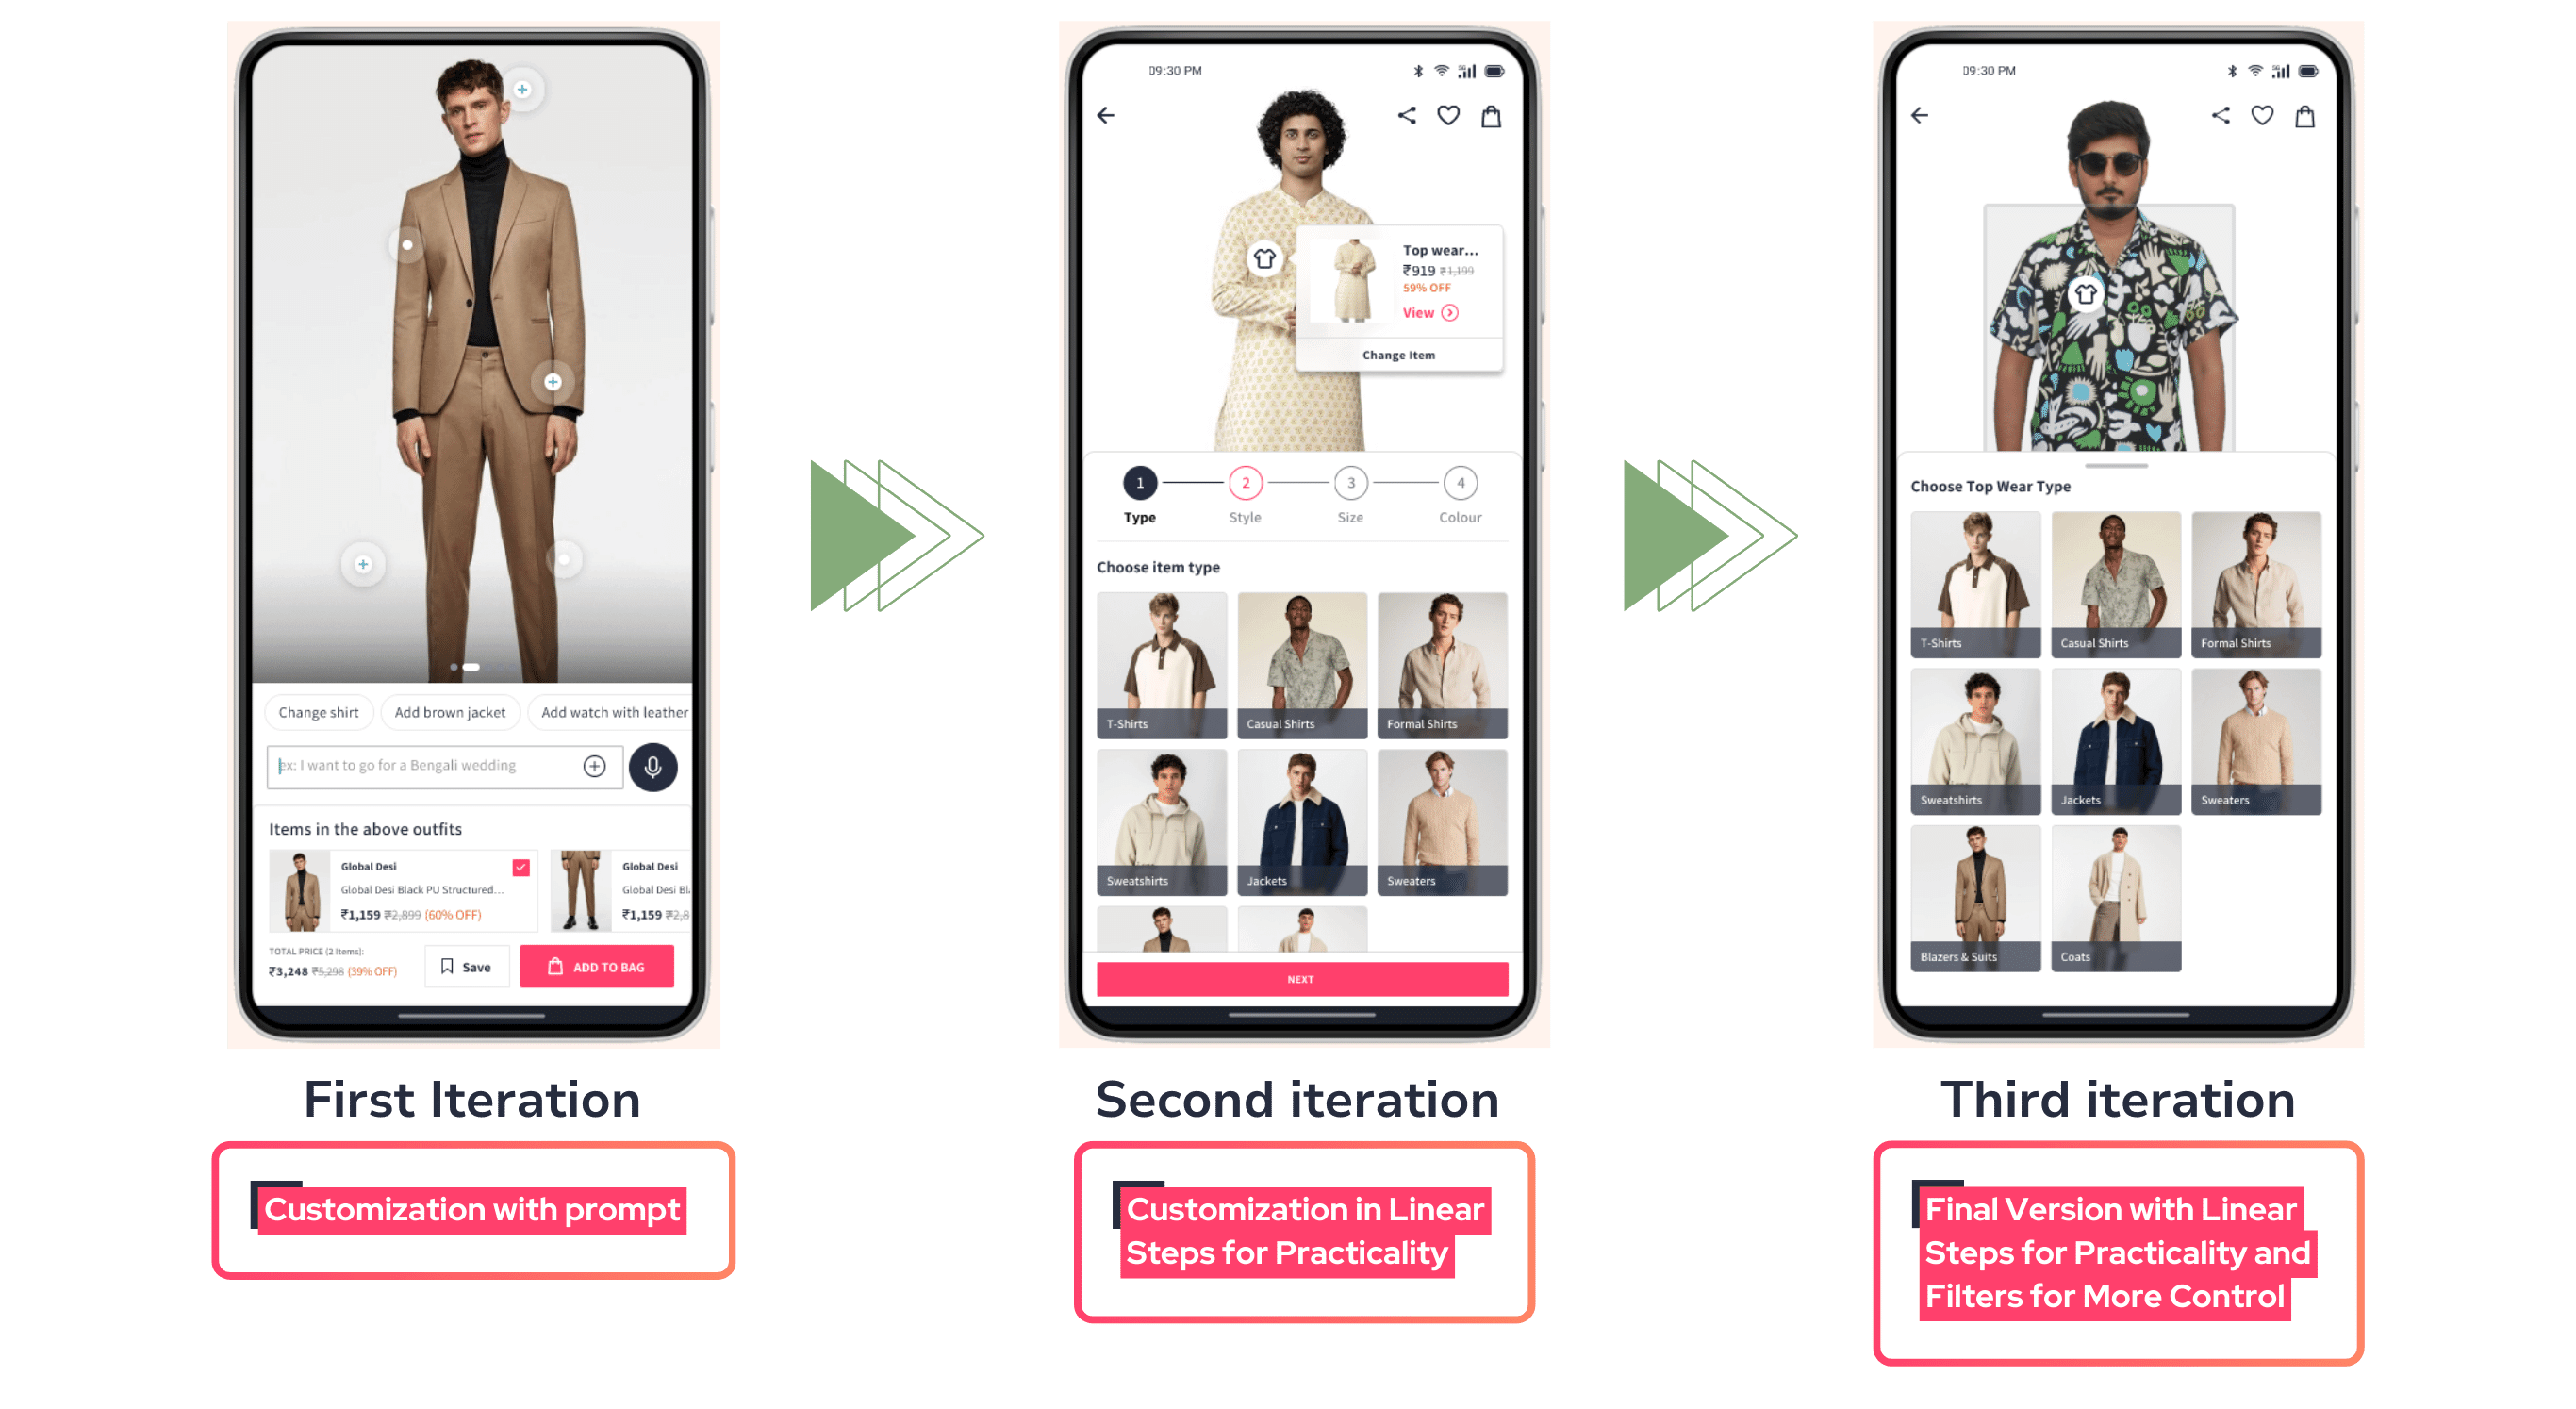 Change shirt
Add brown jacket
Add watch with leather
ex: I want to go for a Bengali wedding
Items in the above outfits
Global Desi
Global Desi Black PU Structured...
₹1,159 ₹2,899 (60% OFF)
Global Desi
Global Desi Bl
₹1,159 ₹2,8
TOTAL PRICE (2 Items):
₹3,248 ₹5,298 (39% OFF)
Save
ADD TO BAG
First Iteration
Customization with prompt
09:30 PM
5G
Top wear...
₹919 ₹1,199
59% OFF
View
Change Item
1
2
3
4
Type
Style
Size
Colour
Choose item type
T-Shirts
Casual Shirts
Formal Shirts
Sweatshirts
Jackets
Sweaters
NEXT
Second iteration
Customization in Linear
Steps for Practicality
09:30 PM
5G
Choose Top Wear Type
T-Shirts
Casual Shirts
Formal Shirts
Sweatshirts
Jackets
Sweaters
Blazers & Suits
Coats
Third iteration
Final Version with Linear
Steps for Practicality and
Filters for More Control